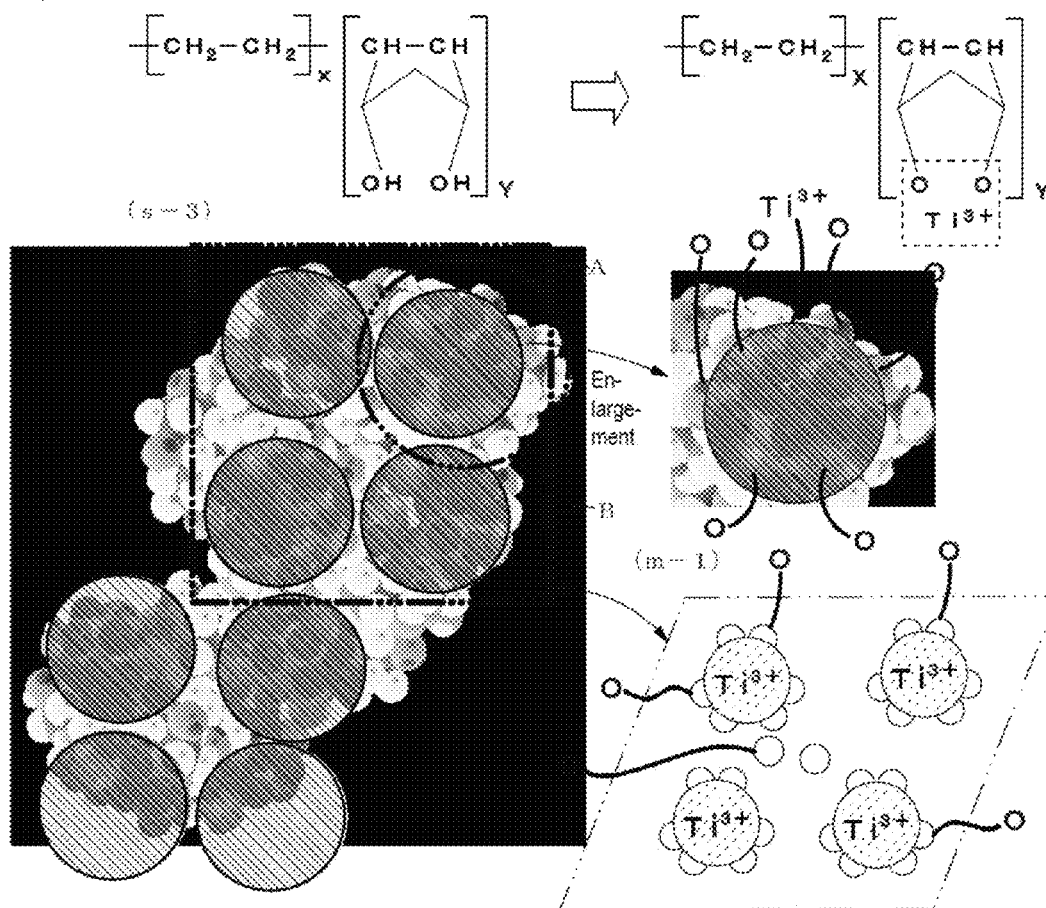 CH₂-CH₂ X CH-CH OH OH Y
CH₂-CH₂ X CH-CH O O Ti³⁺ Y
(s-3)
Ti³⁺
O O O O
A
En-
large-
ment
B
O O
(m-1)
O O
Ti³⁺ Ti³⁺
O
Ti³⁺ Ti³⁺ O